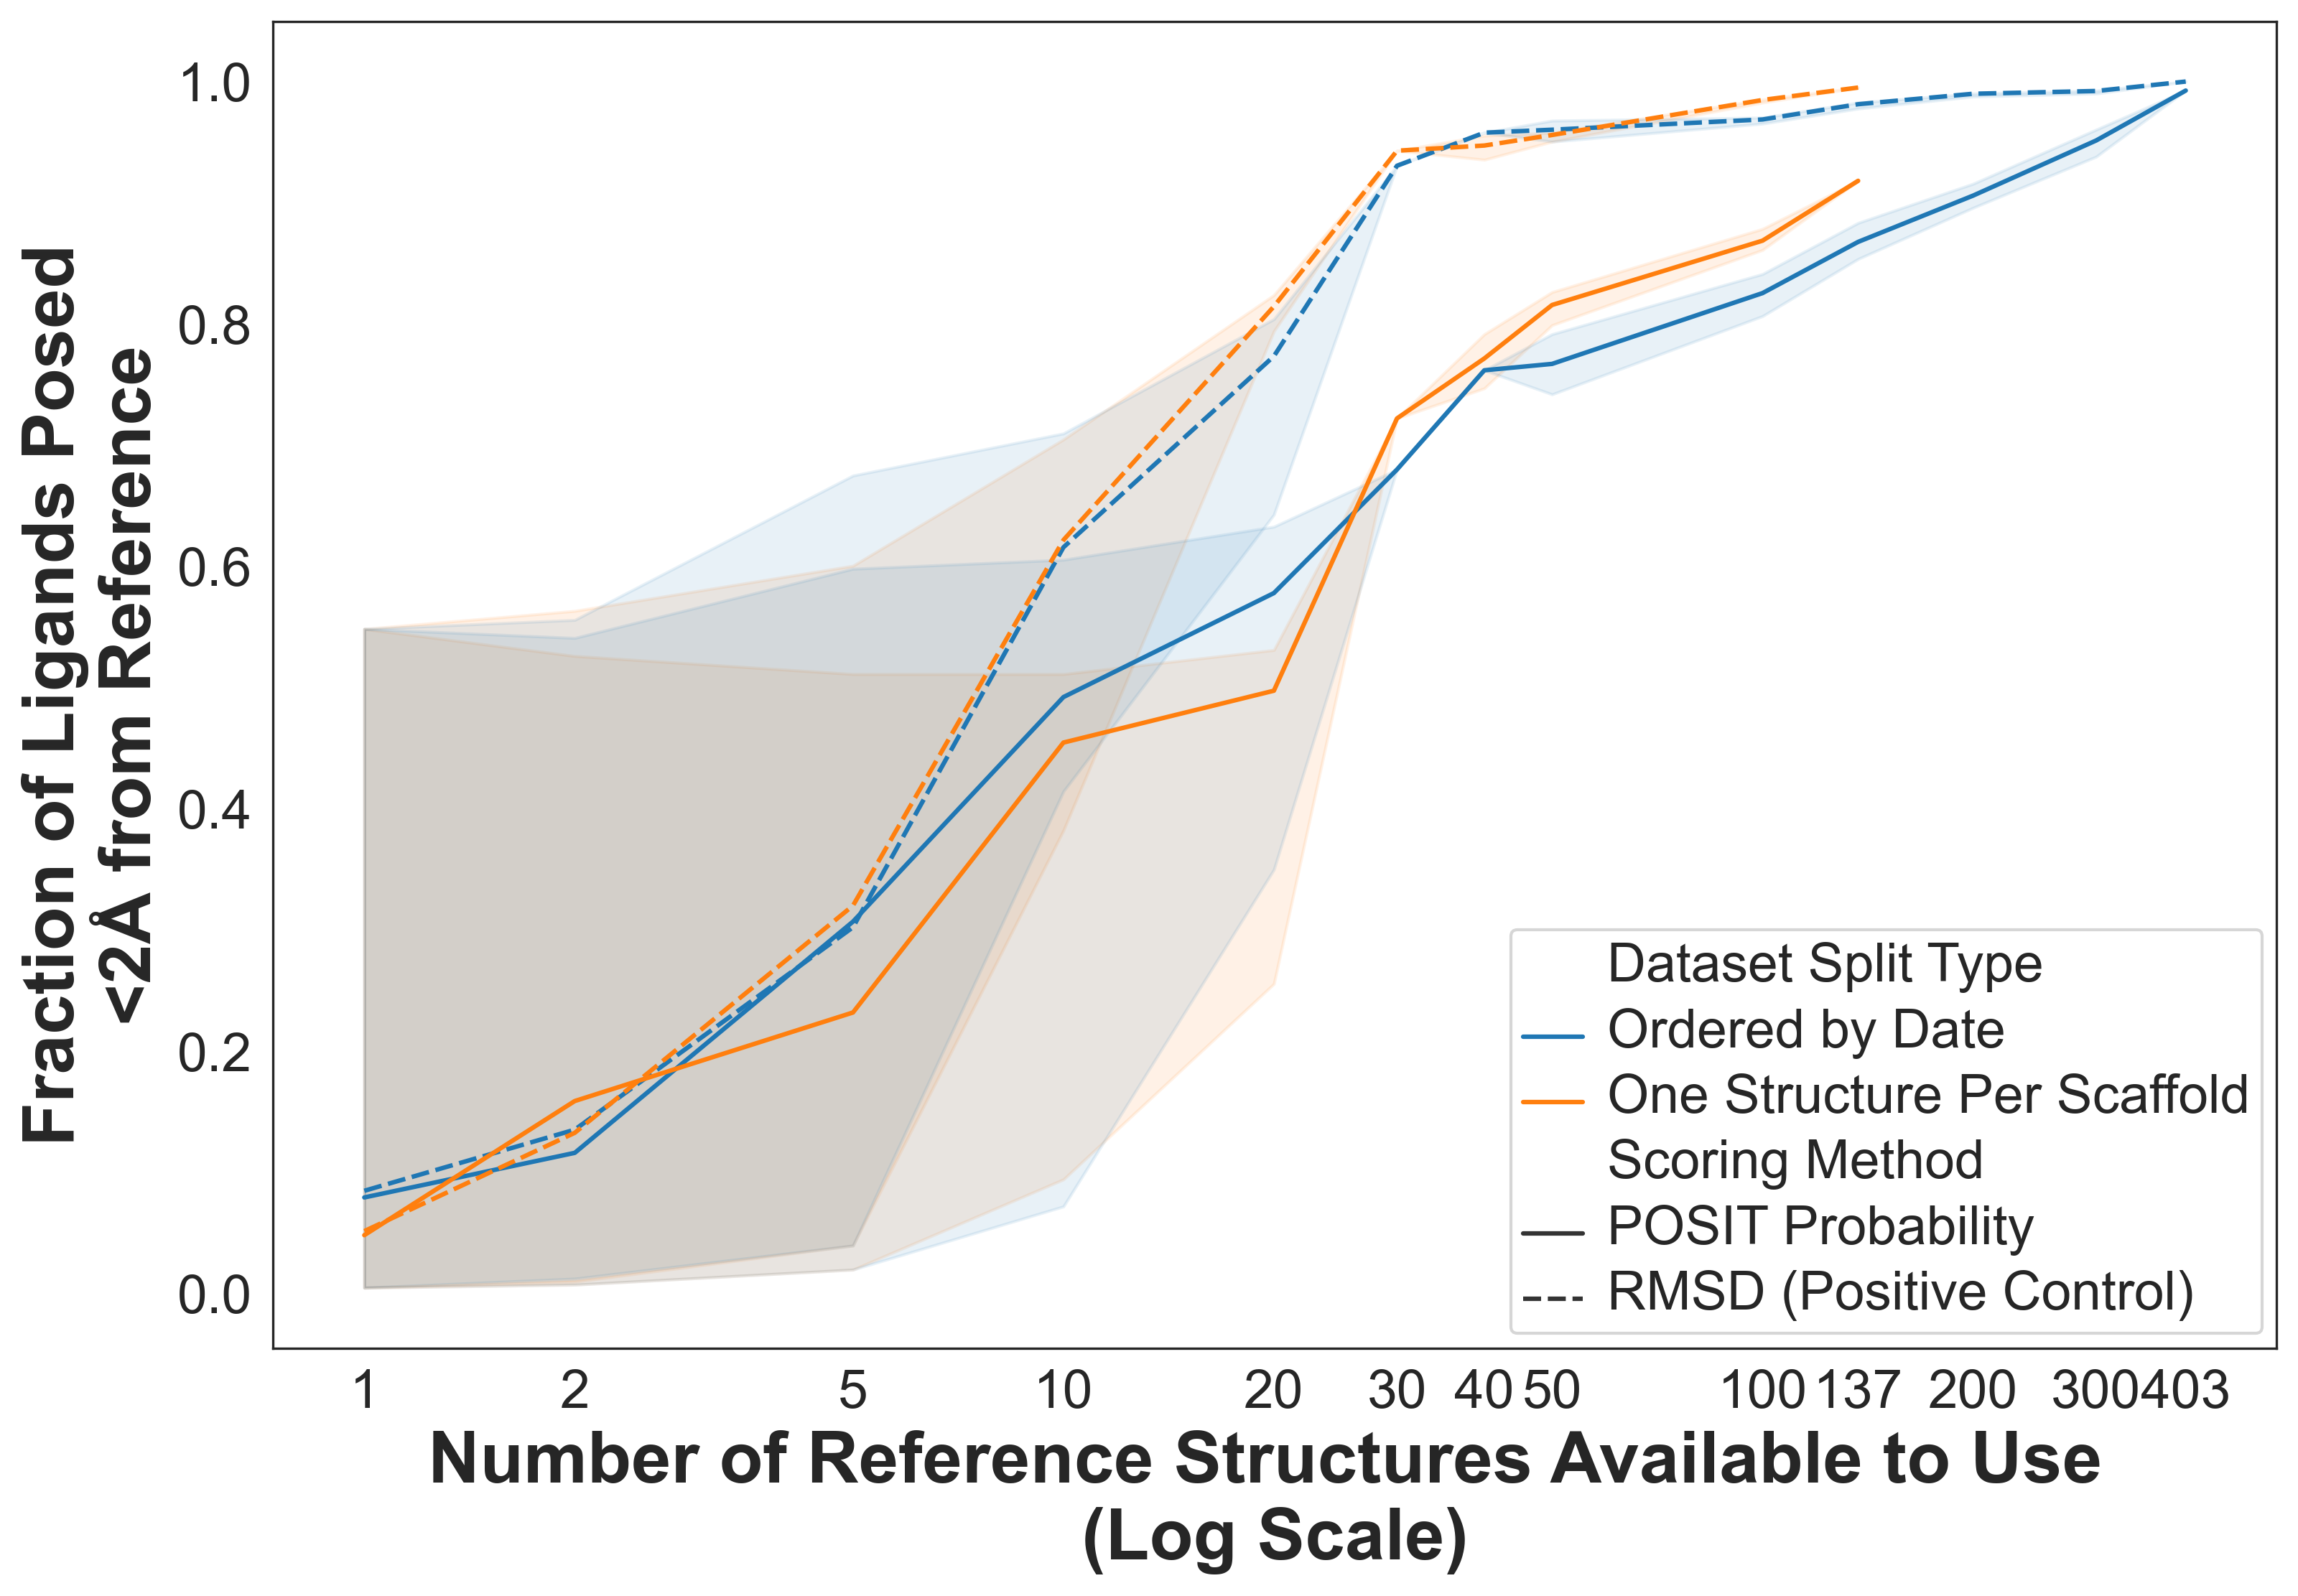 Fraction of Ligands Posed
<2Å from Reference
1.0
0.8
0.6
0.4
0.2
0.0
Dataset Split Type
Ordered by Date
One Structure Per Scaffold
Scoring Method
POSIT Probability
RMSD (Positive Control)
1 2 5 10 20 30 40 50 100 137 200 300 403
Number of Reference Structures Available to Use
(Log Scale)